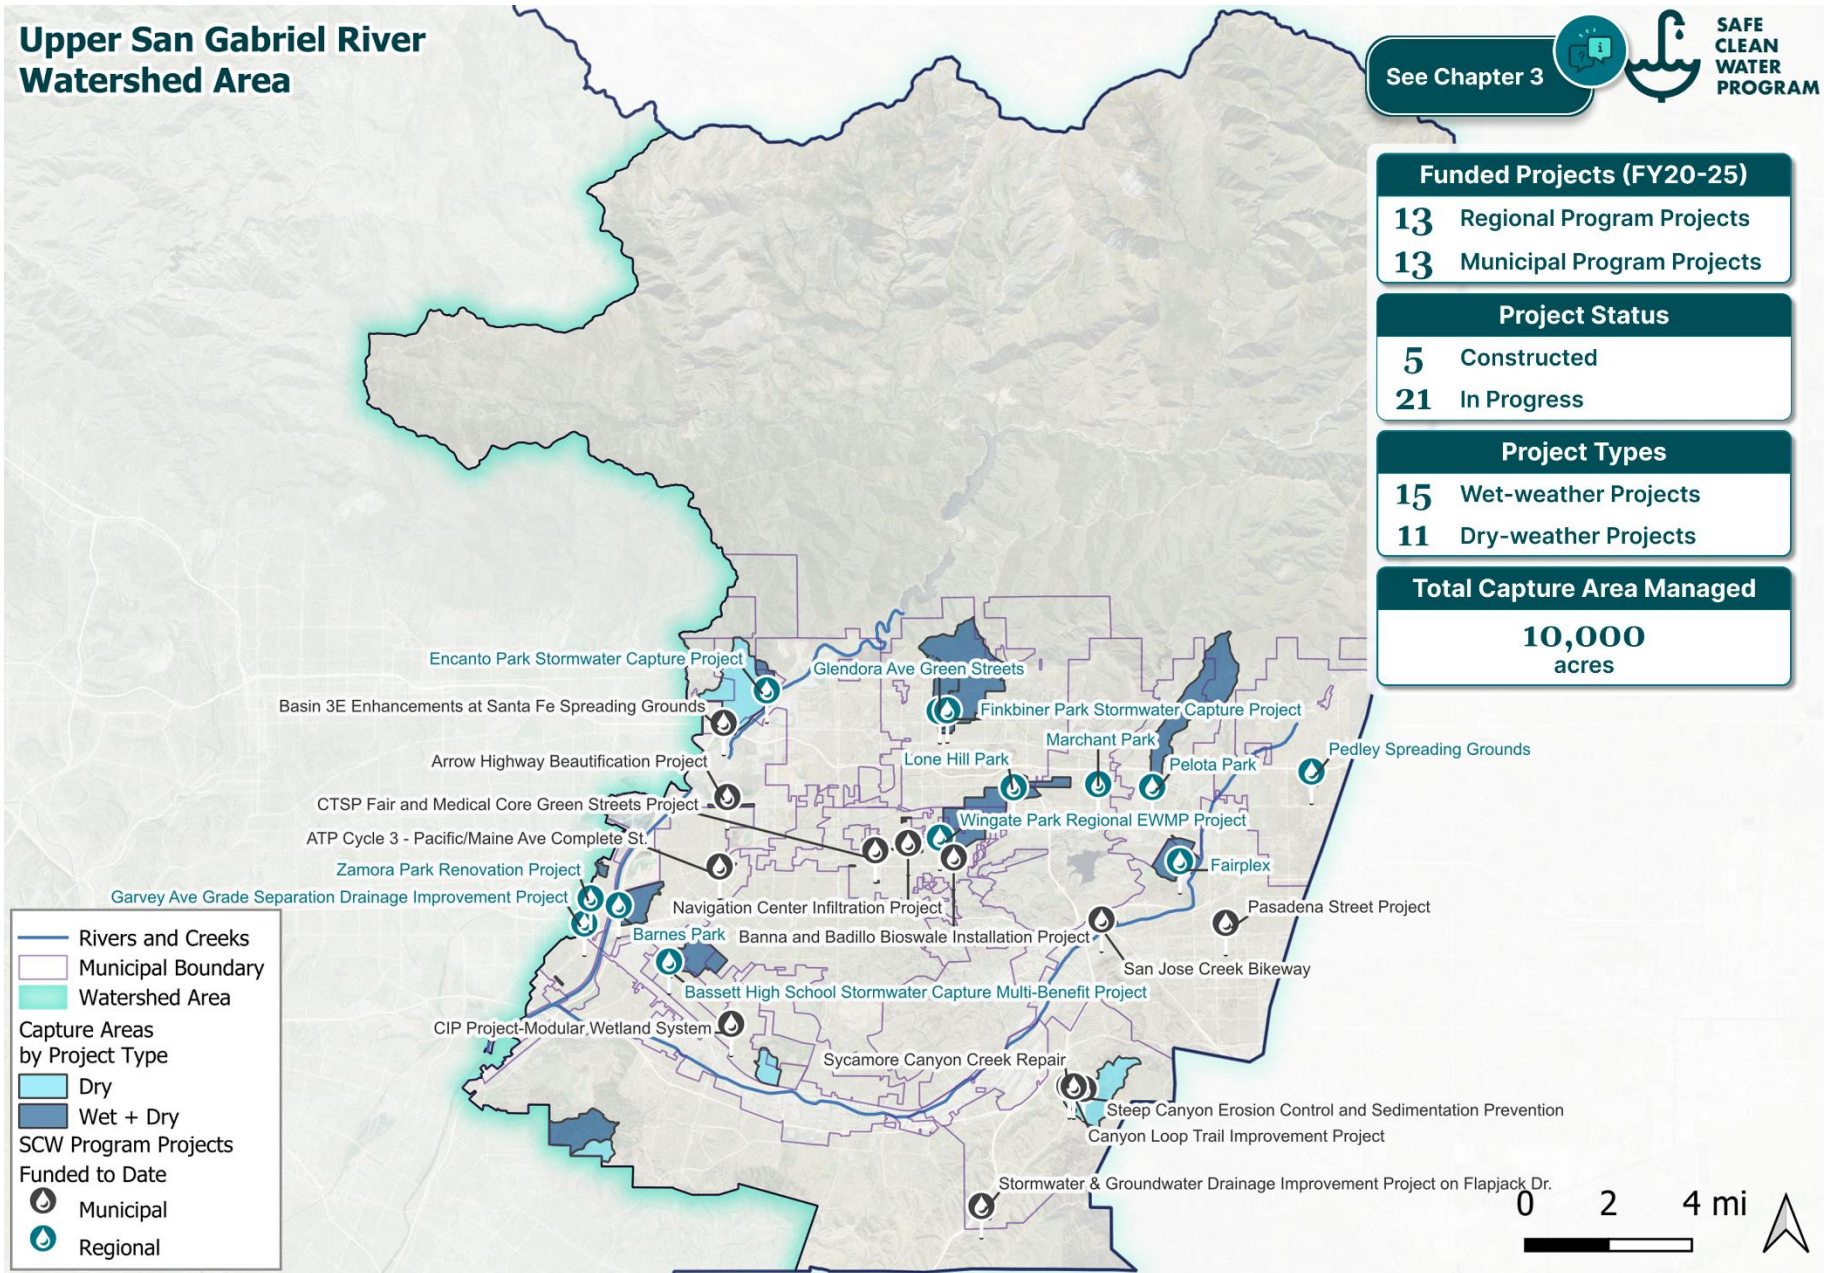 Upper San Gabriel River
Watershed Area
See Chapter 3
SAFE
CLEAN
WATER
PROGRAM
Funded Projects (FY20-25)
13 Regional Program Projects
13 Municipal Program Projects
Project Status
5 Constructed
21 In Progress
Project Types
15 Wet-weather Projects
11 Dry-weather Projects
Total Capture Area Managed
10,000
acres
Encanto Park Stormwater Capture Project
Glendora Ave Green Streets
Basin 3E Enhancements at Santa Fe Spreading Grounds
Finkbiner Park Stormwater Capture Project
Marchant Park
Pedley Spreading Grounds
Arrow Highway Beautification Project
Lone Hill Park
Pelota Park
CTSP Fair and Medical Core Green Streets Project
Wingate Park Regional EWMP Project
ATP Cycle 3 - Pacific/Maine Ave Complete St.
Zamora Park Renovation Project
Fairplex
Garvey Ave Grade Separation Drainage Improvement Project
Navigation Center Infiltration Project
Pasadena Street Project
Barnes Park
Banna and Badillo Bioswale Installation Project
San Jose Creek Bikeway
Bassett High School Stormwater Capture Multi-Benefit Project
CIP Project-Modular Wetland System
Sycamore Canyon Creek Repair
Steep Canyon Erosion Control and Sedimentation Prevention
Canyon Loop Trail Improvement Project
Stormwater & Groundwater Drainage Improvement Project on Flapjack Dr.
Rivers and Creeks
Municipal Boundary
Watershed Area
Capture Areas
by Project Type
Dry
Wet + Dry
SCW Program Projects
Funded to Date
Municipal
Regional
0 2 4 mi